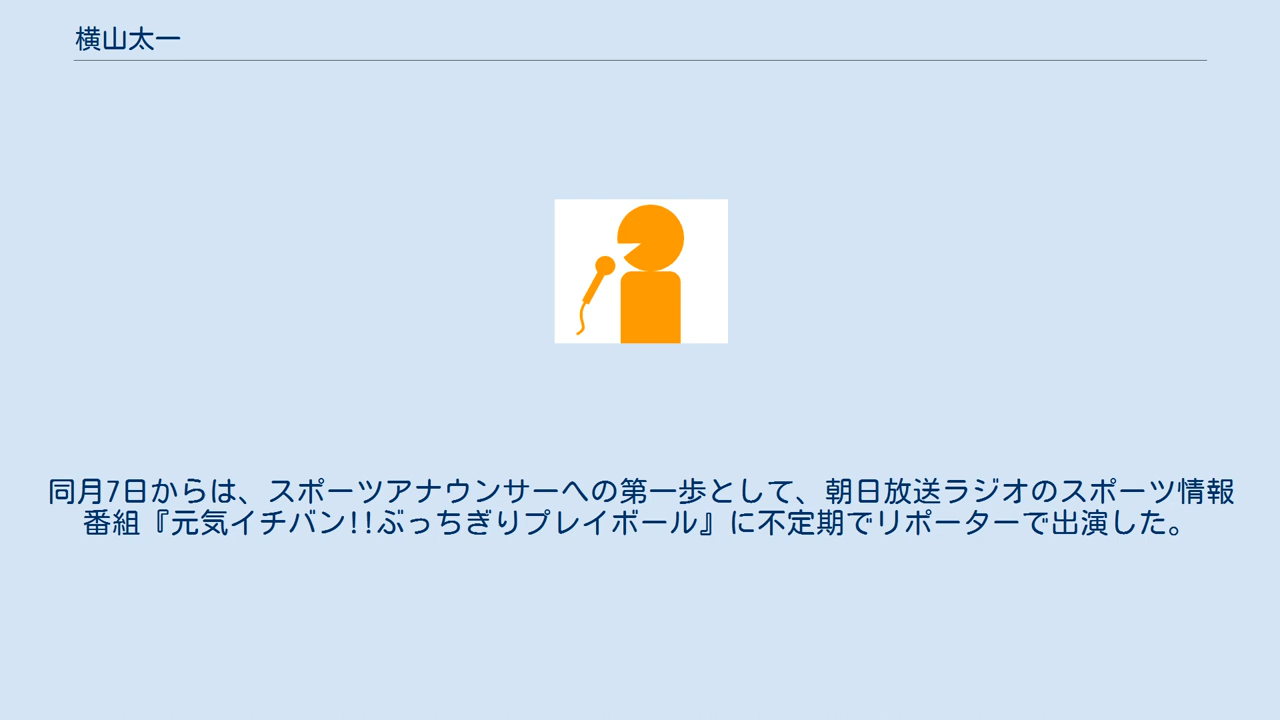 横山太一
同月7日からは、スポーツアナウンサーへの第一歩として、朝日放送ラジオのスポーツ情報
番組『元気イチバン!!ぶっちぎりプレイボール』に不定期でリポーターで出演した。